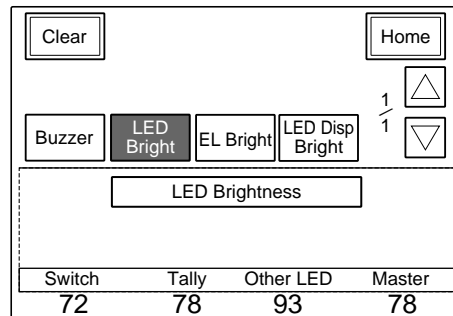 Clear
Home
1/1
Buzzer
LED Bright
EL Bright
LED Disp Bright
LED Brightness
Switch Tally Other LED Master
72 78 93 78